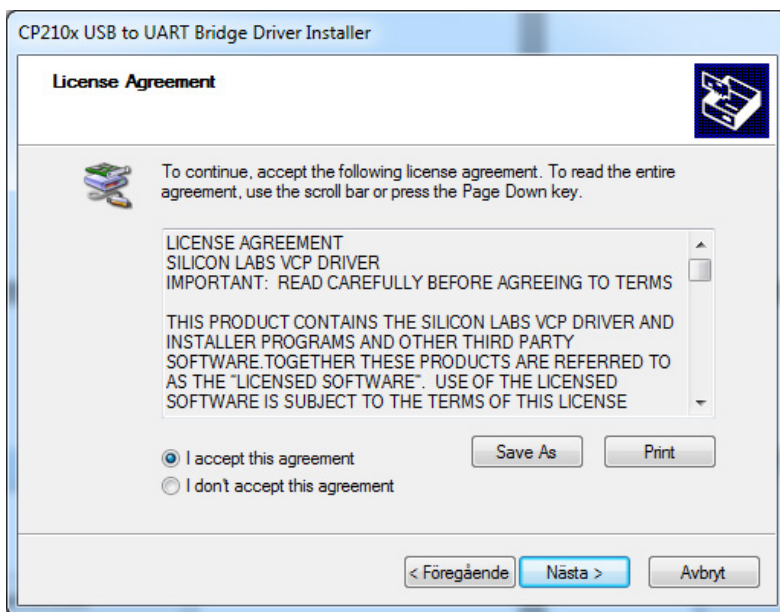 CP210x USB to UART Bridge Driver Installer
License Agreement
To continue, accept the following license agreement. To read the entire
agreement, use the scroll bar or press the Page Down key.
LICENSE AGREEMENT
SILICON LABS VCP DRIVER
IMPORTANT:  READ CAREFULLY BEFORE AGREEING TO TERMS
THIS PRODUCT CONTAINS THE SILICON LABS VCP DRIVER AND
INSTALLER PROGRAMS AND OTHER THIRD PARTY
SOFTWARE.TOGETHER THESE PRODUCTS ARE REFERRED TO
AS THE "LICENSED SOFTWARE".  USE OF THE LICENSED
SOFTWARE IS SUBJECT TO THE TERMS OF THIS LICENSE
I accept this agreement
Save As
Print
I don't accept this agreement
< Föregående
Nästa >
Avbryt